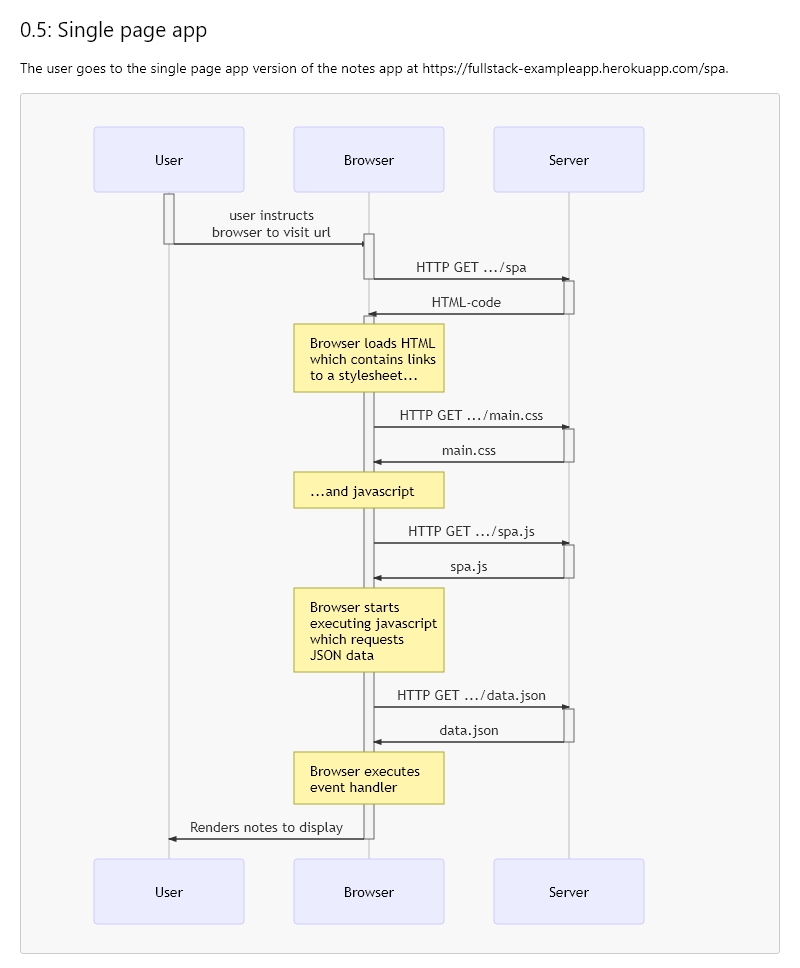 0.5: Single page app
The user goes to the single page app version of the notes app at https://fullstack-exampleapp.herokuapp.com/spa.
User
Browser
Server
user instructs
browser to visit url
HTTP GET .../spa
HTML-code
Browser loads HTML
which contains links
to a stylesheet...
HTTP GET .../main.css
main.css
...and javascript
HTTP GET .../spa.js
spa.js
Browser starts
executing javascript
which requests
JSON data
HTTP GET .../data.json
data.json
Browser executes
event handler
Renders notes to display
User
Browser
Server